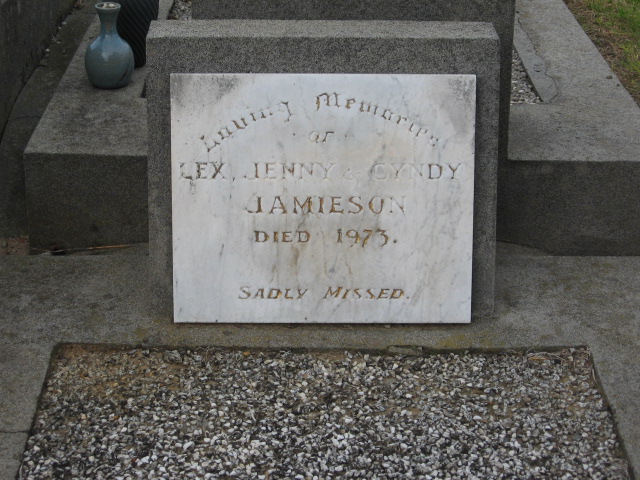 Loving Memories
OF
LEX, JENNY & CYNDY
JAMIESON
DIED 1973.
SADLY MISSED.